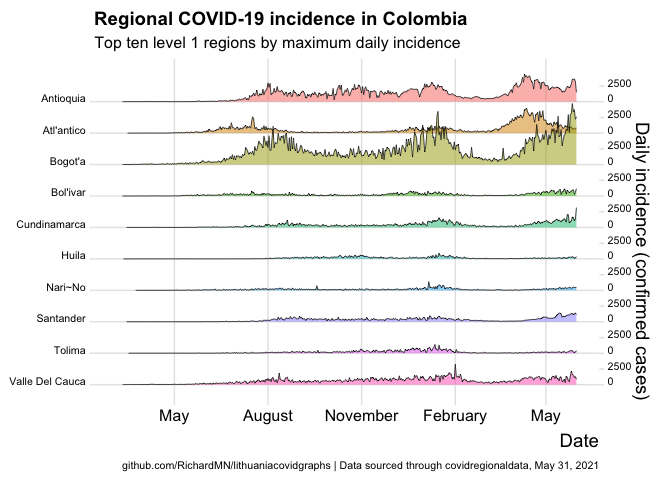 Regional COVID-19 incidence in Colombia
Top ten level 1 regions by maximum daily incidence
Antioquia
2500
0
Atl'antico
2500
0
Bogot'a
2500
0
Bol'ivar
2500
0
Cundinamarca
2500
0
Huila
2500
0
Nari~No
2500
0
Santander
2500
0
Tolima
2500
0
Valle Del Cauca
2500
0
Daily incidence (confirmed cases)
May August November February May
Date
github.com/RichardMN/lithuaniacovidgraphs | Data sourced through covidregionaldata, May 31, 2021